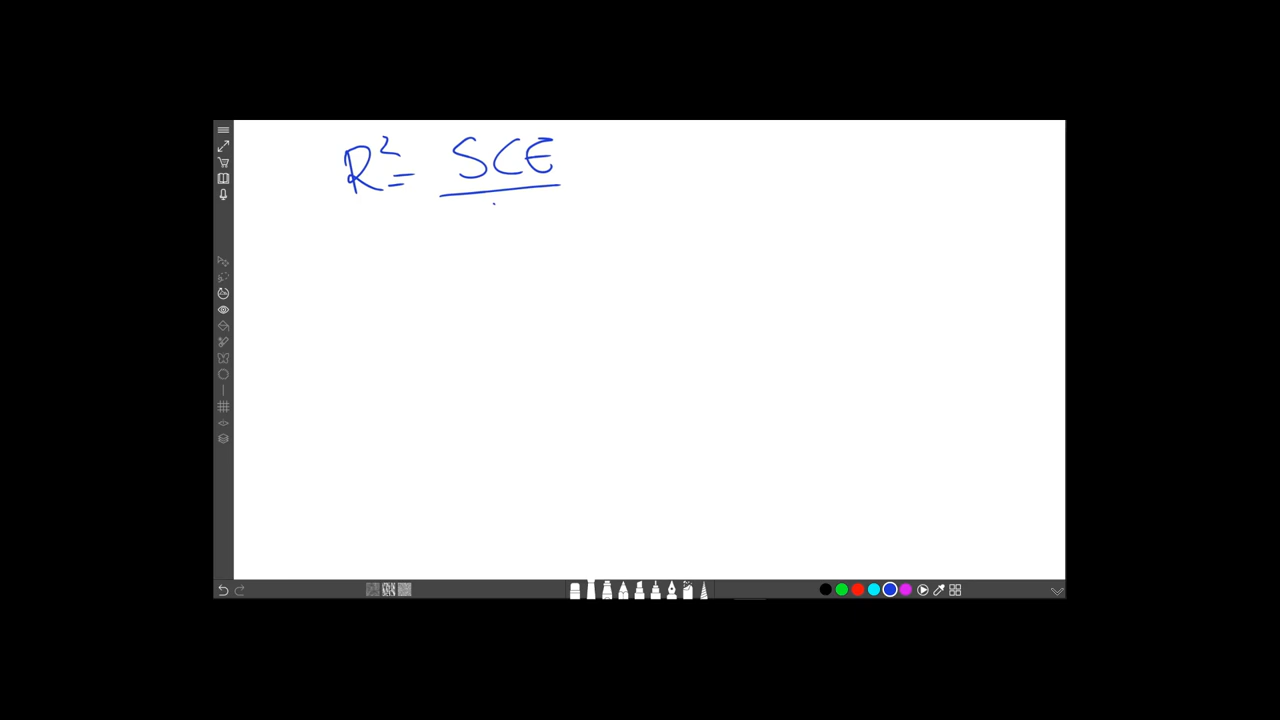 R² = SCE